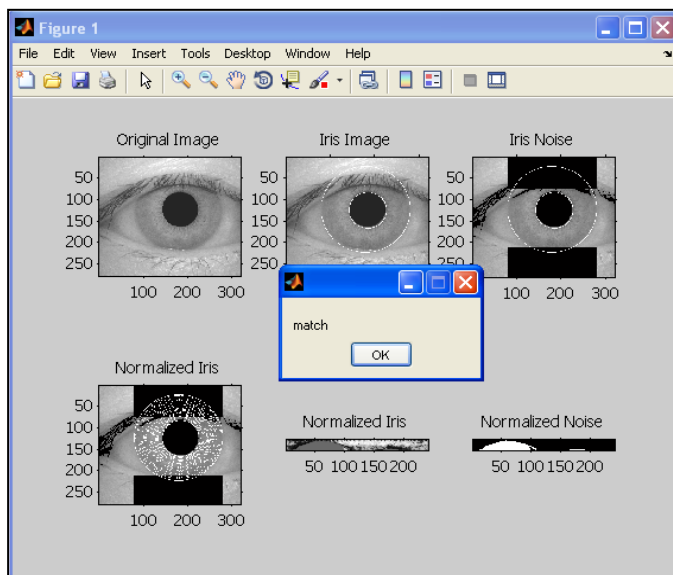 Figure 1
File Edit View Insert Tools Desktop Window Help
Original Image Iris Image Iris Noise
50 50 50
100 100 100
150 150 150
200 200 200
250 250 250
100 200 300 100 200 300
match
OK
Normalized Iris
50
100
150
200
250
100 200 300
Normalized Iris Normalized Noise
50 100 150 200 50 100 150 200